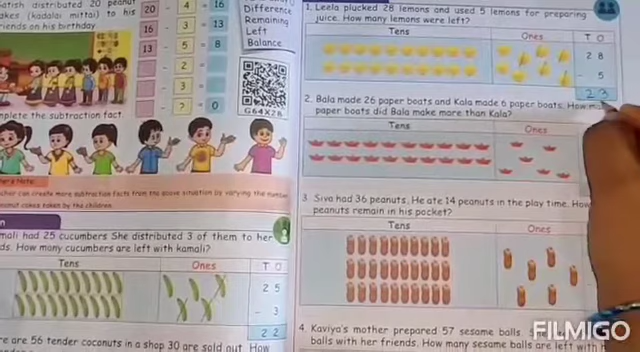 Satish distributed 20 peanut
cakes (kadalai mittai) to his
friends on his birthday
20 - 4 = 16
16 - 3 = 13
13 - 5 = 8
- 2 =
- 3 =
- ? = 0
Difference
Remaining
Left
Balance
G64X2B
Complete the subtraction fact.
Teacher's Note:
Teacher can create more subtraction facts from the above situation by varying the number
peanut cakes taken by the children.
mali had 25 cucumbers She distributed 3 of them to her
How many cucumbers are left with kamali?
Tens Ones T O
2 5
- 3
2 2
are 56 tender coconuts in a shop 30 are sold out How
1. Leela plucked 28 lemons and used 5 lemons for preparing
juice. How many lemons were left?
Tens Ones T O
2 8
- 5
2 3
2. Bala made 26 paper boats and Kala made 6 paper boats. How
paper boats did Bala make more than Kala?
Tens Ones
3 Siva had 36 peanuts. He ate 14 peanuts in the play time. How
peanuts remain in his pocket?
Tens Ones
4. Kaviya's mother prepared 57 sesame balls.
balls with her friends. How many sesame balls are left with
FILMIGO